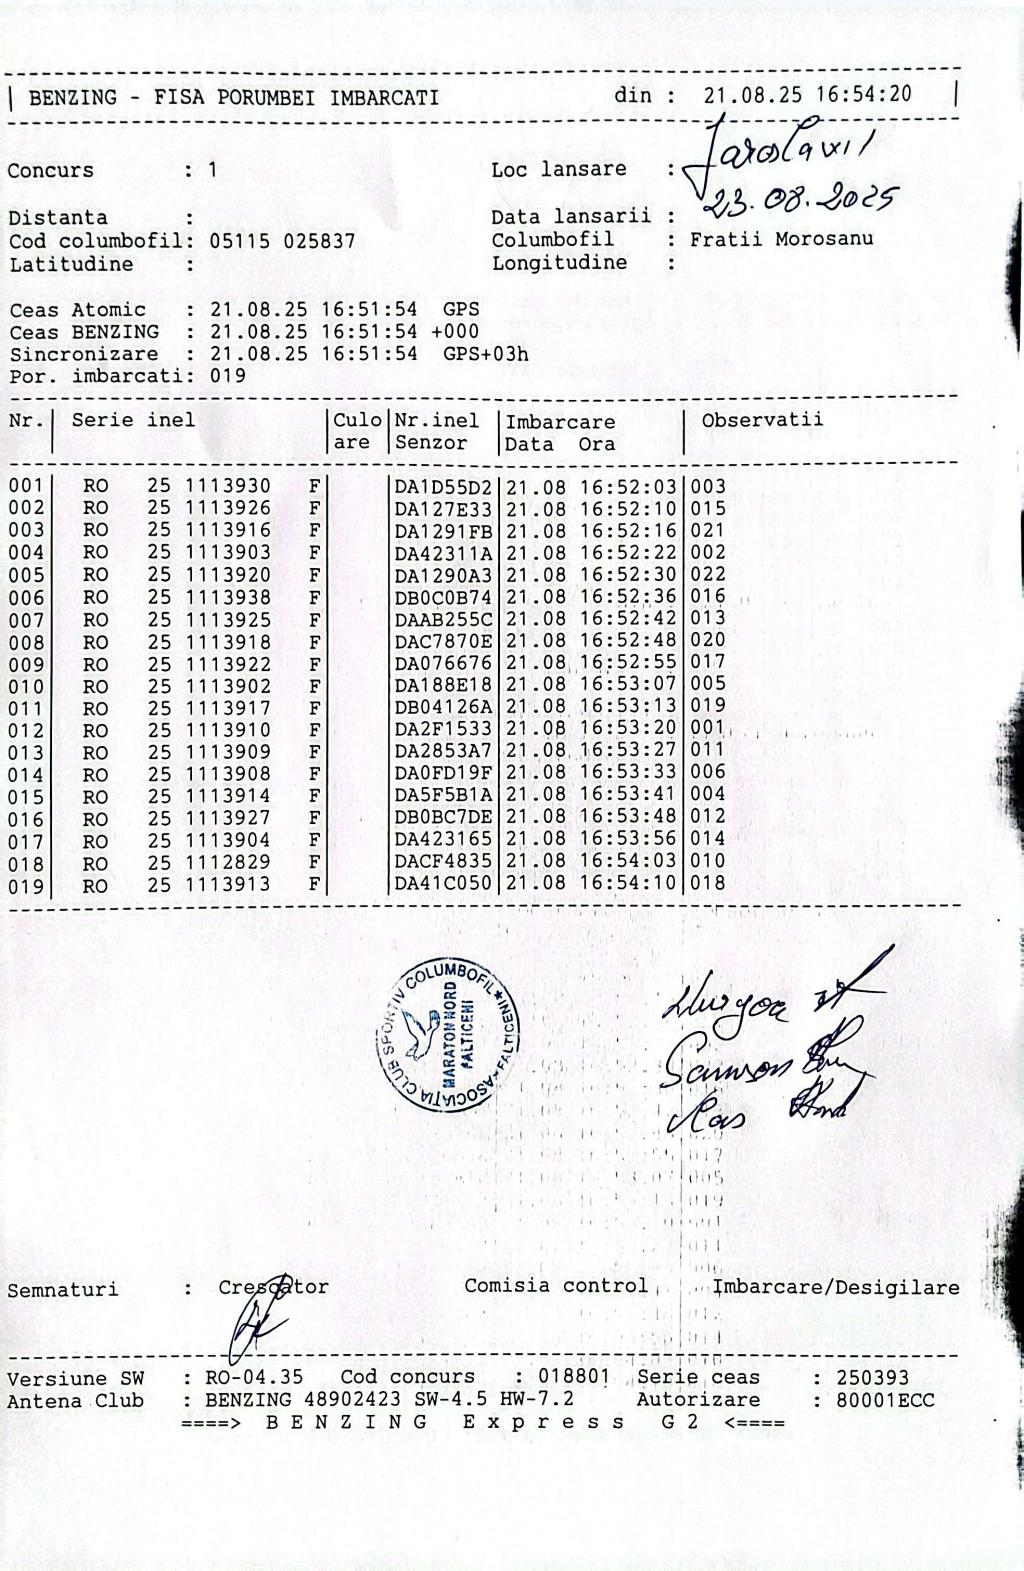 | BENZING - FISA PORUMBEI IMBARCATI din : 21.08.25 16:54:20 |
Concurs : 1 Loc lansare : Jaroslav II
Distanta : Data lansarii : 23.08.2025
Cod columbofil: 05115 025837 Columbofil : Fratii Morosanu
Latitudine : Longitudine :
Ceas Atomic : 21.08.25 16:51:54 GPS
Ceas BENZING : 21.08.25 16:51:54 +000
Sincronizare : 21.08.25 16:51:54 GPS+03h
Por. imbarcati: 019
Nr.| Serie inel |Culo|Nr.inel |Imbarcare | Observatii
| |are |Senzor |Data Ora |
001| RO 25 1113930 F| |DA1D55D2|21.08 16:52:03|003
002| RO 25 1113926 F| |DA127E33|21.08 16:52:10|015
003| RO 25 1113916 F| |DA1291FB|21.08 16:52:16|021
004| RO 25 1113903 F| |DA42311A|21.08 16:52:22|002
005| RO 25 1113920 F| |DA1290A3|21.08 16:52:30|022
006| RO 25 1113938 F| |DB0C0B74|21.08 16:52:36|016
007| RO 25 1113925 F| |DAAB255C|21.08 16:52:42|013
008| RO 25 1113918 F| |DAC7870E|21.08 16:52:48|020
009| RO 25 1113922 F| |DA076676|21.08 16:52:55|017
010| RO 25 1113902 F| |DA188E18|21.08 16:53:07|005
011| RO 25 1113917 F| |DB04126A|21.08 16:53:13|019
012| RO 25 1113910 F| |DA2F1533|21.08 16:53:20|001
013| RO 25 1113909 F| |DA2853A7|21.08 16:53:27|011
014| RO 25 1113908 F| |DA0FD19F|21.08 16:53:33|006
015| RO 25 1113914 F| |DA5F5B1A|21.08 16:53:41|004
016| RO 25 1113927 F| |DB0BC7DE|21.08 16:53:48|012
017| RO 25 1113904 F| |DA423165|21.08 16:53:56|014
018| RO 25 1112829 F| |DACF4835|21.08 16:54:03|010
019| RO 25 1113913 F| |DA41C050|21.08 16:54:10|018
ASOCIAȚIA CLUB SPORTIV COLUMBOFIL ★ FALTICENI ★
MARATON NORD
FALTICENI
Semnaturi : Crescator Comisia control Imbarcare/Desigilare
Versiune SW : RO-04.35 Cod concurs : 018801 Serie ceas : 250393
Antena Club : BENZING 48902423 SW-4.5 HW-7.2 Autorizare : 80001ECC
====> B E N Z I N G E x p r e s s G 2 <====